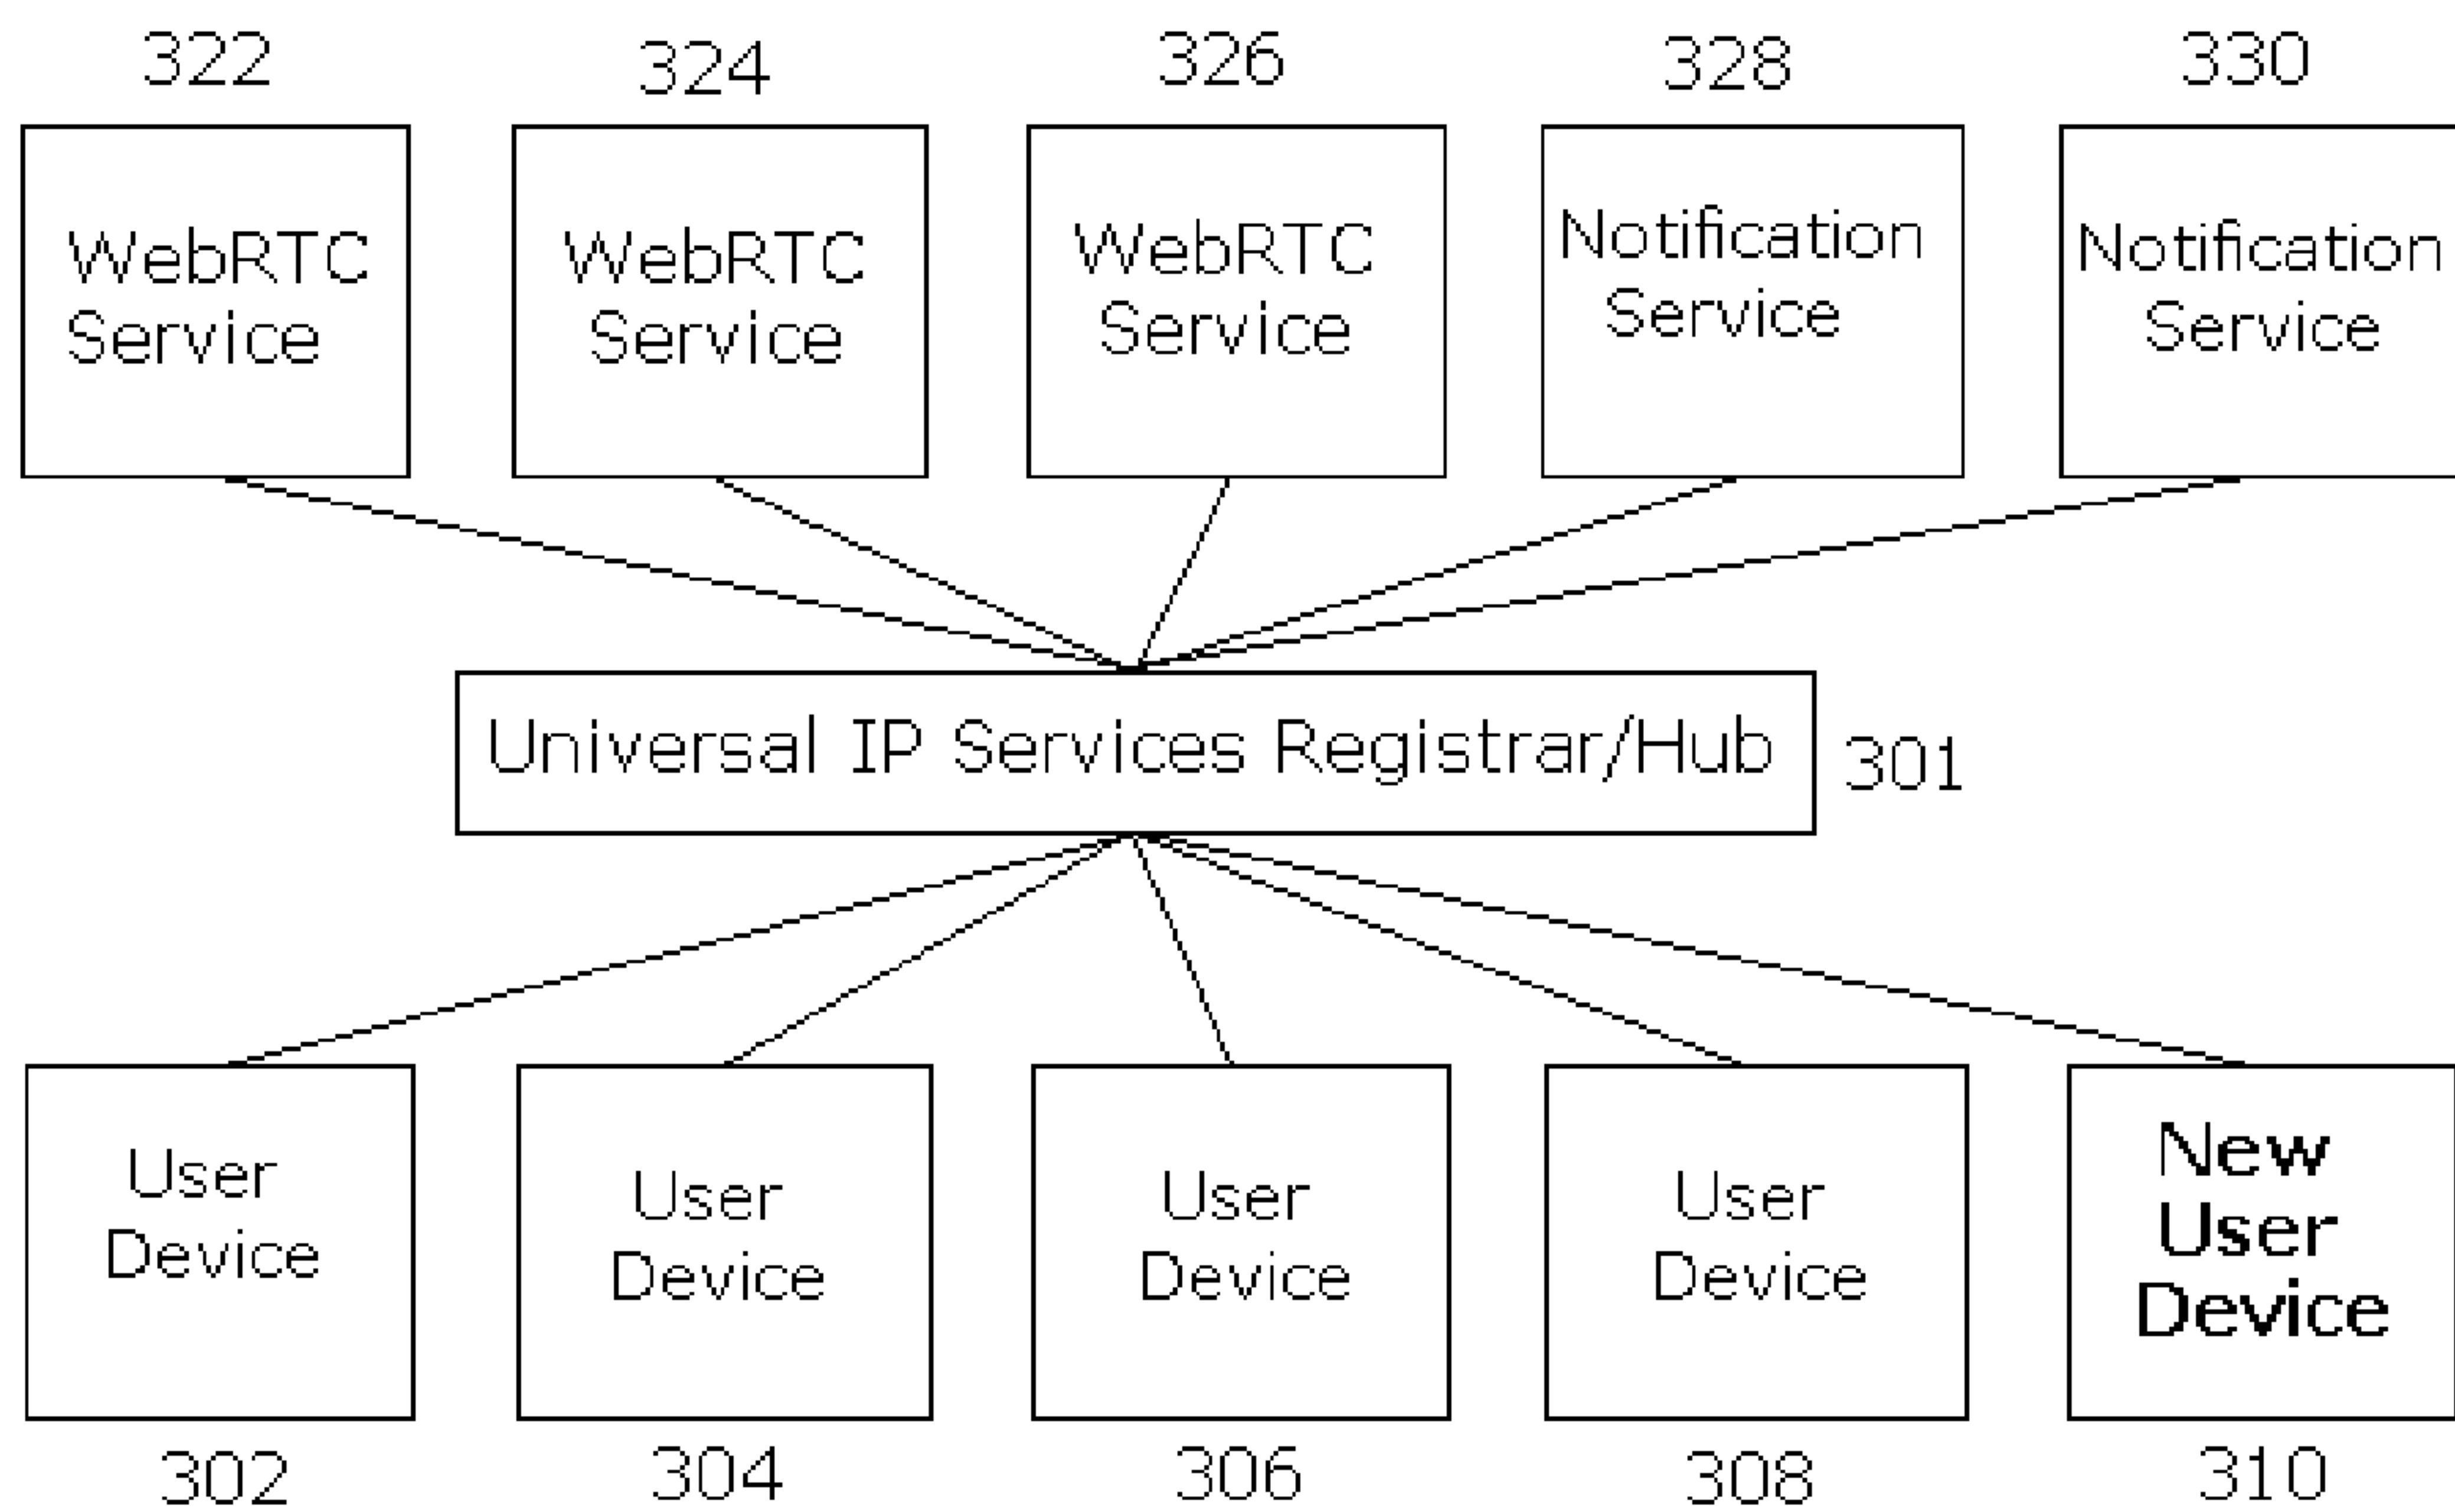 322 324 326 328 330
WebRTC
Service
WebRTC
Service
WebRTC
Service
Notification
Service
Notification
Service
Universal IP Services Registrar/Hub
301
User
Device
User
Device
User
Device
User
Device
New
User
Device
302 304 306 308 310